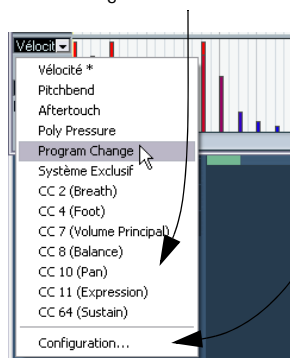 Vélocit
Vélocité *
Pitchbend
Aftertouch
Poly Pressure
Program Change
Système Exclusif
CC 2 (Breath)
CC 4 (Foot)
CC 7 (Volume Principal)
CC 8 (Balance)
CC 10 (Pan)
CC 11 (Expression)
CC 64 (Sustain)
Configuration...